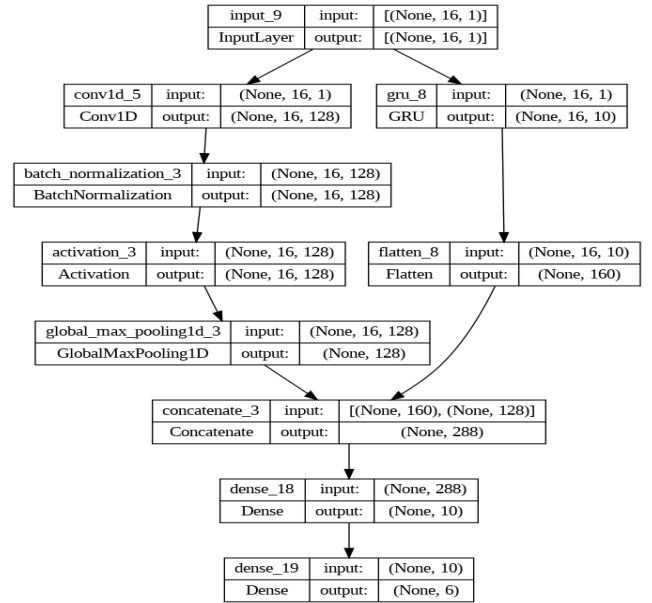 input_9 input: [(None, 16, 1)]
InputLayer output: [(None, 16, 1)]
conv1d_5 input: (None, 16, 1)
Conv1D output: (None, 16, 128)
gru_8 input: (None, 16, 1)
GRU output: (None, 16, 10)
batch_normalization_3 input: (None, 16, 128)
BatchNormalization output: (None, 16, 128)
activation_3 input: (None, 16, 128)
Activation output: (None, 16, 128)
flatten_8 input: (None, 16, 10)
Flatten output: (None, 160)
global_max_pooling1d_3 input: (None, 16, 128)
GlobalMaxPooling1D output: (None, 128)
concatenate_3 input: [(None, 160), (None, 128)]
Concatenate output: (None, 288)
dense_18 input: (None, 288)
Dense output: (None, 10)
dense_19 input: (None, 10)
Dense output: (None, 6)